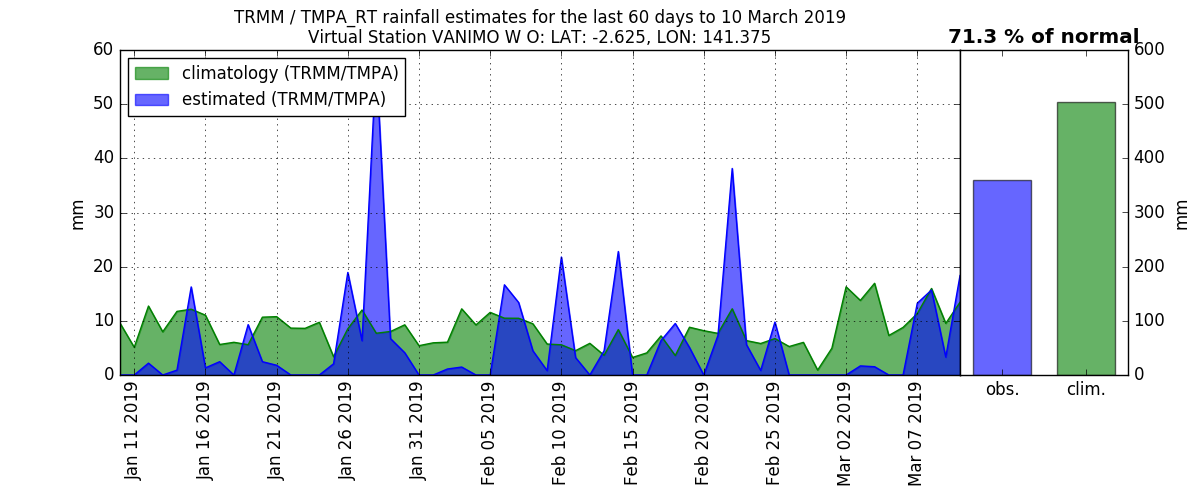 TRMM / TMPA_RT rainfall estimates for the last 60 days to 10 March 2019
Virtual Station VANIMO W O: LAT: -2.625, LON: 141.375
71.3 % of normal
climatology (TRMM/TMPA)
estimated (TRMM/TMPA)
60
50
40
30
20
10
0
mm
Jan 11 2019
Jan 16 2019
Jan 21 2019
Jan 26 2019
Jan 31 2019
Feb 05 2019
Feb 10 2019
Feb 15 2019
Feb 20 2019
Feb 25 2019
Mar 02 2019
Mar 07 2019
600
500
400
300
200
100
0
mm
obs.
clim.